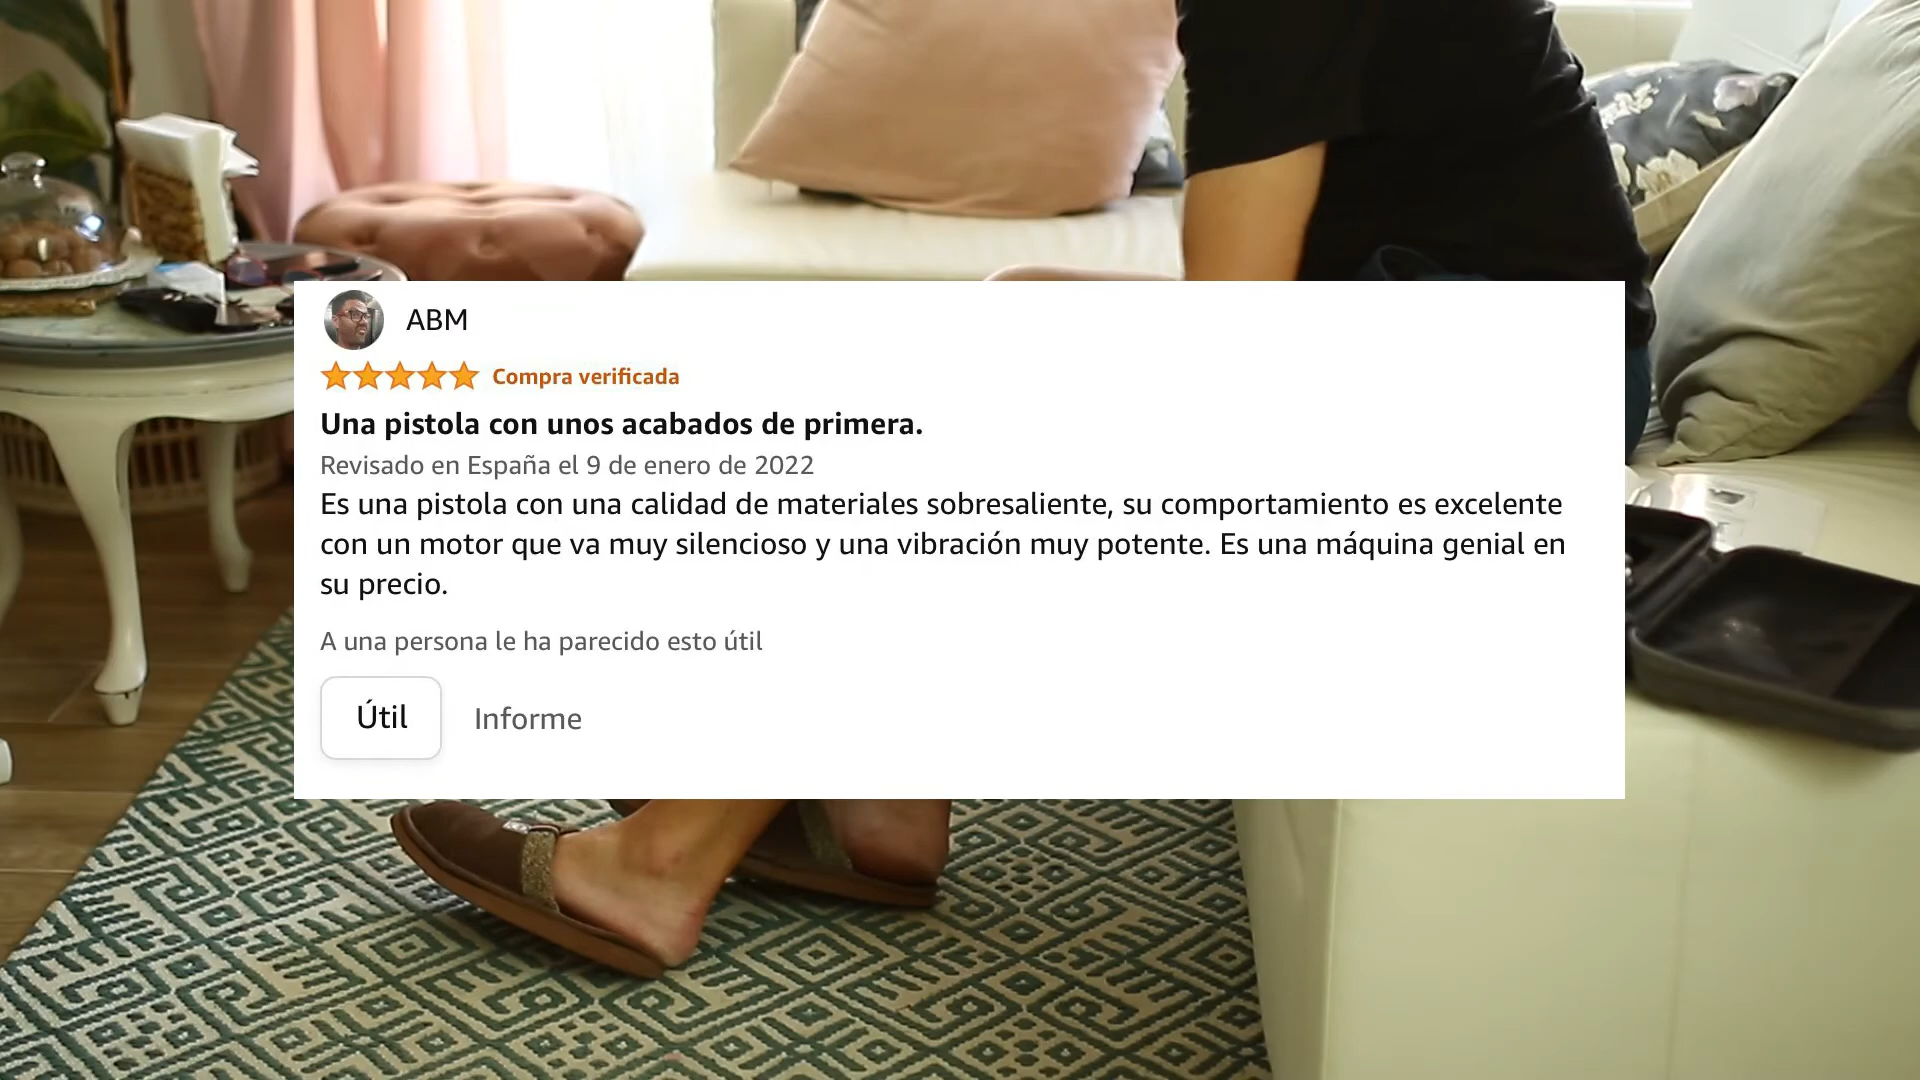 ABM
Compra verificada
Una pistola con unos acabados de primera.
Revisado en España el 9 de enero de 2022
Es una pistola con una calidad de materiales sobresaliente, su comportamiento es excelente
con un motor que va muy silencioso y una vibración muy potente. Es una máquina genial en
su precio.
A una persona le ha parecido esto útil
Útil
Informe